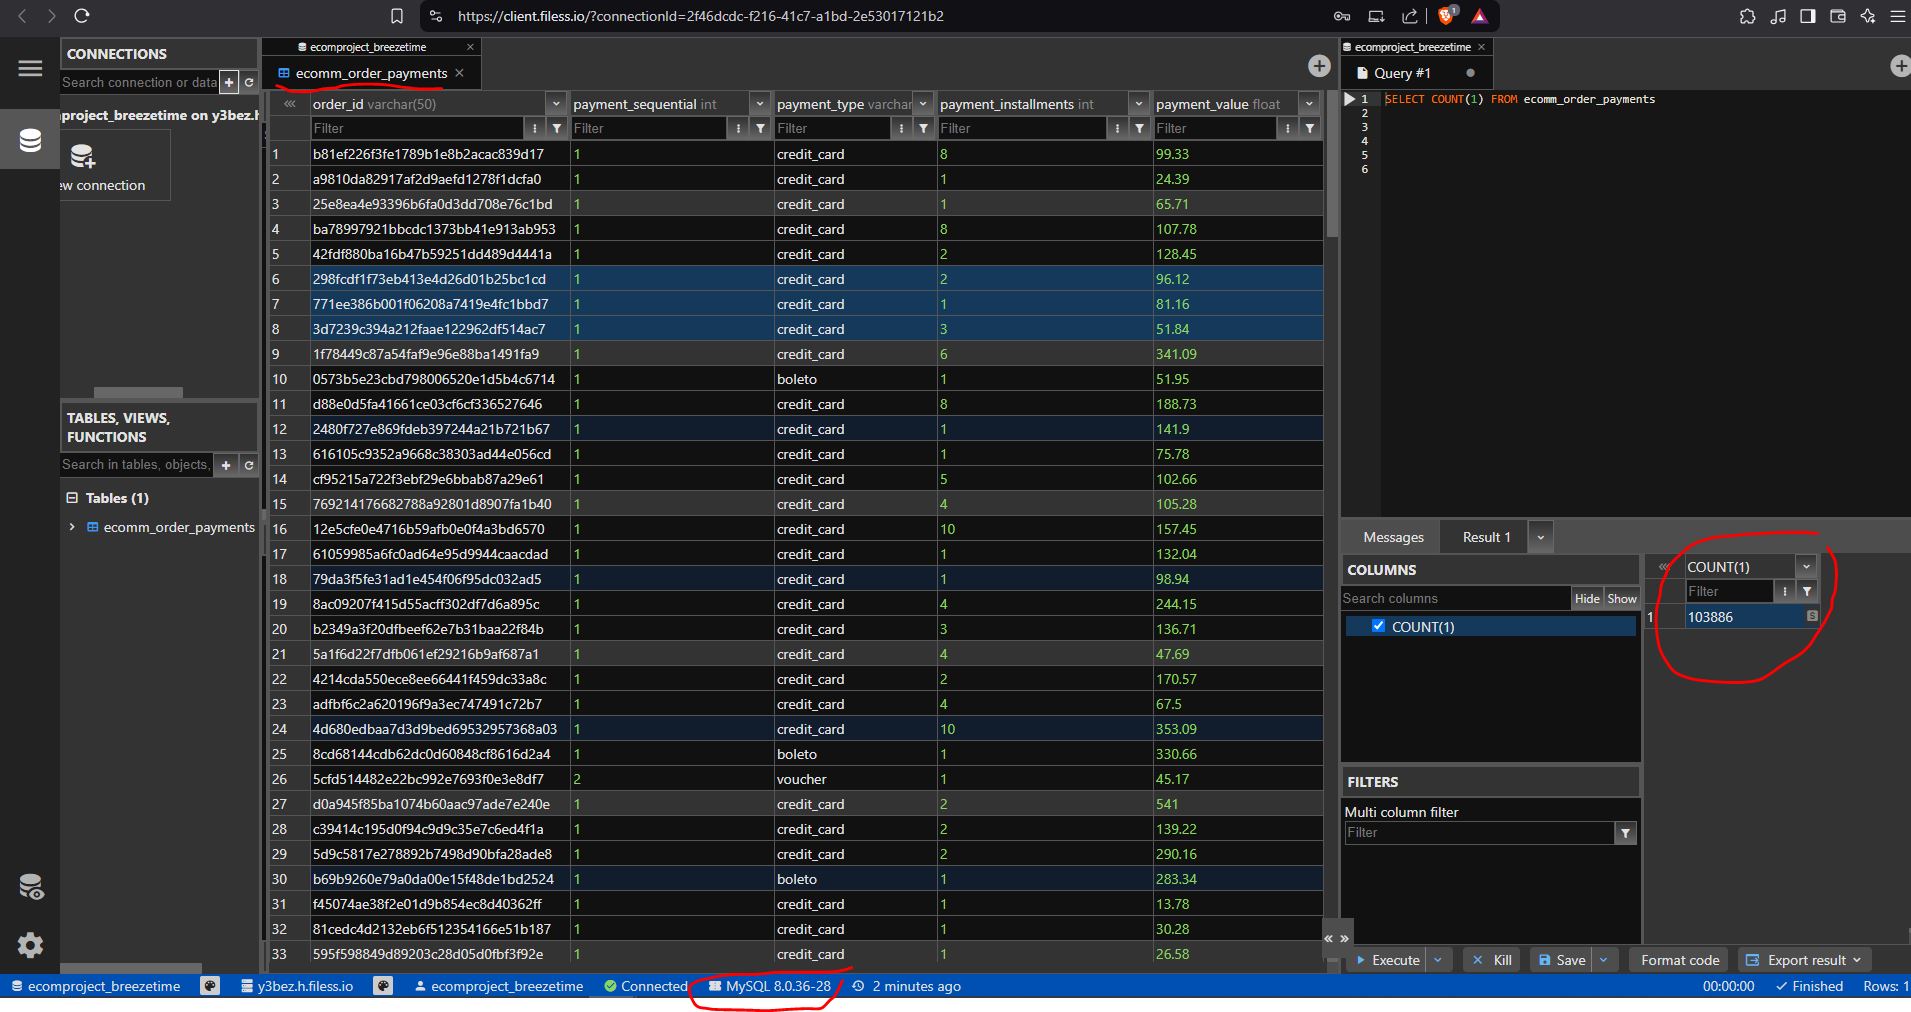 https://client.filess.io/?connectionId=2f46dcdc-f216-41c7-a1bd-2e53017121b2
1
CONNECTIONS
Search connection or data
project_breezetime on y3bez.h
ew connection
TABLES, VIEWS,
FUNCTIONS
Search in tables, objects,
Tables (1)
ecomm_order_payments
ecomproject_breezetime
ecomm_order_payments
order_id varchar(50) payment_sequential int payment_type varchar payment_installments int payment_value float
Filter Filter Filter Filter Filter
1 b81ef226f3fe1789b1e8b2acac839d17 1 credit_card 8 99.33
2 a9810da82917af2d9aefd1278f1dcfa0 1 credit_card 1 24.39
3 25e8ea4e93396b6fa0d3dd708e76c1bd 1 credit_card 1 65.71
4 ba78997921bbcdc1373bb41e913ab953 1 credit_card 8 107.78
5 42fdf880ba16b47b59251dd489d4441a 1 credit_card 2 128.45
6 298fcdf1f73eb413e4d26d01b25bc1cd 1 credit_card 2 96.12
7 771ee386b001f06208a7419e4fc1bbd7 1 credit_card 1 81.16
8 3d7239c394a212faae122962df514ac7 1 credit_card 3 51.84
9 1f78449c87a54faf9e96e88ba1491fa9 1 credit_card 6 341.09
10 0573b5e23cbd798006520e1d5b4c6714 1 boleto 1 51.95
11 d88e0d5fa41661ce03cf6cf336527646 1 credit_card 8 188.73
12 2480f727e869fdeb397244a21b721b67 1 credit_card 1 141.9
13 616105c9352a9668c38303ad44e056cd 1 credit_card 1 75.78
14 cf95215a722f3ebf29e6bbab87a29e61 1 credit_card 5 102.66
15 769214176682788a92801d8907fa1b40 1 credit_card 4 105.28
16 12e5cfe0e4716b59afb0e0f4a3bd6570 1 credit_card 10 157.45
17 61059985a6fc0ad64e95d9944caacdad 1 credit_card 1 132.04
18 79da3f5fe31ad1e454f06f95dc032ad5 1 credit_card 1 98.94
19 8ac09207f415d55acff302df7d6a895c 1 credit_card 4 244.15
20 b2349a3f20dfbeef62e7b31baa22f84b 1 credit_card 3 136.71
21 5a1f6d22f7dfb061ef29216b9af687a1 1 credit_card 4 47.69
22 4214cda550ece8ee66441f459dc33a8c 1 credit_card 2 170.57
23 adfbf6c2a620196f9a3ec747491c72b7 1 credit_card 4 67.5
24 4d680edbaa7d3d9bed69532957368a03 1 credit_card 10 353.09
25 8cd68144cdb62dc0d60848cf8616d2a4 1 boleto 1 330.66
26 5cfd514482e22bc992e7693f0e3e8df7 2 voucher 1 45.17
27 d0a945f85ba1074b60aac97ade7e240e 1 credit_card 2 541
28 c39414c195d0f94c9d9c35e7c6ed4f1a 1 credit_card 2 139.22
29 5d9c5817e278892b7498d90bfa28ade8 1 credit_card 2 290.16
30 b69b9260e79a0da00e15f48de1bd2524 1 boleto 1 283.34
31 f45074ae38f2e01d9b854ec8d40362ff 1 credit_card 1 13.78
32 81cedc4d2132eb6f512354166e51b187 1 credit_card 1 30.28
33 595f598849d89203c28d05d0fbf3f92e 1 credit_card 1 26.58
ecomproject_breezetime
Query #1
1 SELECT COUNT(1) FROM ecomm_order_payments
2
3
4
5
6
Messages Result 1
COLUMNS
Search columns Hide Show
COUNT(1)
FILTERS
Multi column filter
Filter
COUNT(1)
Filter
1 103886 S
Execute Kill Save Format code Export result
ecomproject_breezetime y3bez.h.filess.io ecomproject_breezetime Connected MySQL 8.0.36-28 2 minutes ago 00:00:00 Finished Rows: 1